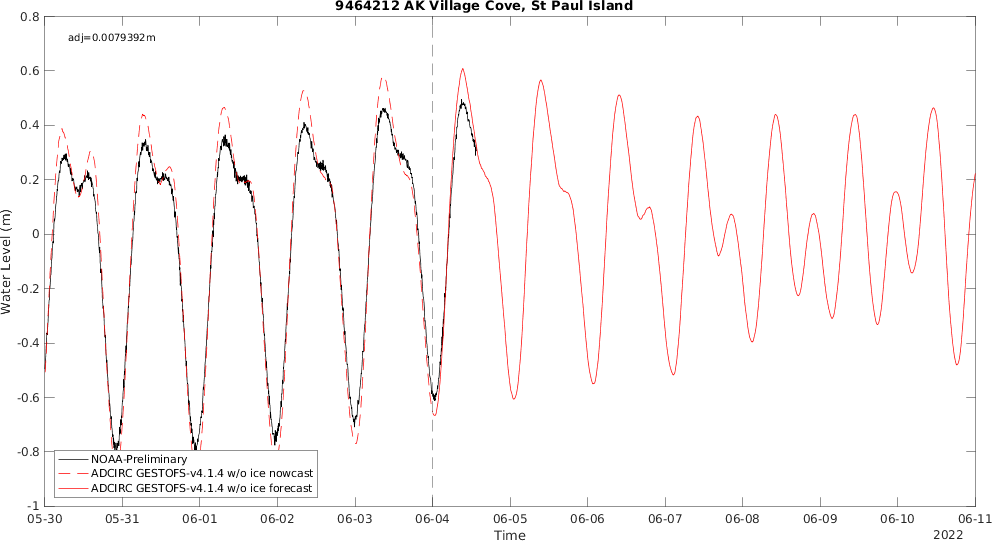 9464212 AK Village Cove, St Paul Island
adj=0.0079392m
Water Level (m)
0.8
0.6
0.4
0.2
0
-0.2
-0.4
-0.6
-0.8
-1
NOAA-Preliminary
ADCIRC GESTOFS-v4.1.4 w/o ice nowcast
ADCIRC GESTOFS-v4.1.4 w/o ice forecast
05-30 05-31 06-01 06-02 06-03 06-04 06-05 06-06 06-07 06-08 06-09 06-10 06-11
Time
2022